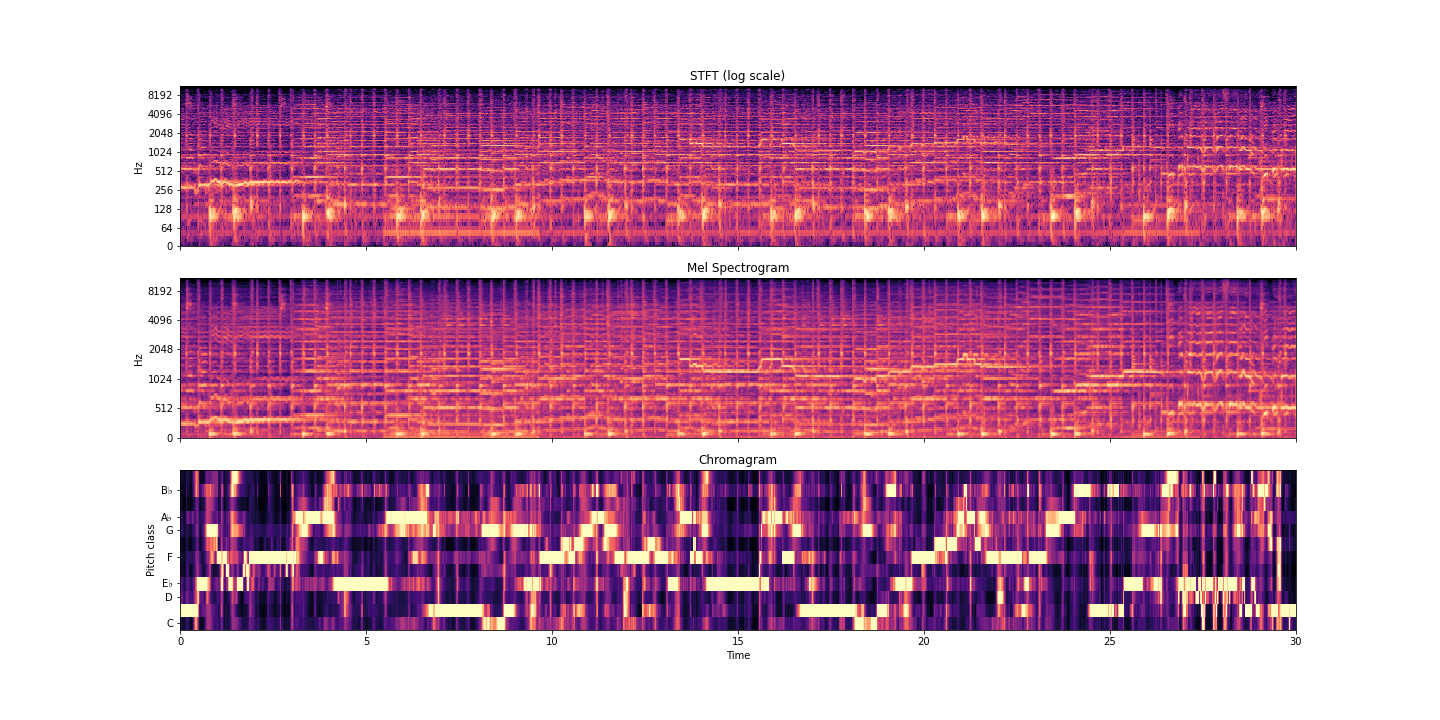 STFT (log scale)
8192
4096
2048
1024
512
256
128
64
0
Hz
Mel Spectrogram
8192
4096
2048
1024
512
0
Hz
Chromagram
B♭
A♭
G
F
E♭
D
C
Pitch class
0 5 10 15 20 25 30
Time